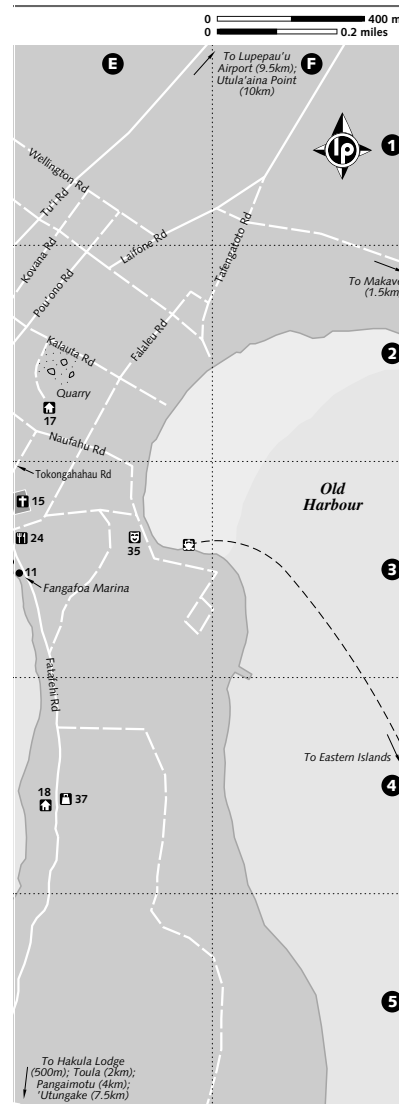 0 400 m
0 0.2 miles
E
F
To Lupepau'u
Airport (9.5km);
Utula'aina Point
(10km)
lp
1
Wellington Rd
Tu'i Rd
Laifone Rd
Tafengatoto Rd
Kovana Rd
Pou'ono Rd
To Makave
(1.5km
Falaleu Rd
2
Kalauta Rd
Quarry
17
Naufahu Rd
Tokongahahau Rd
Old
Harbour
15
24
35
3
11
Fangafoa Marina
Fatafehi Rd
To Eastern Islands
4
18
37
5
To Hakula Lodge
(500m); Toula (2km);
Pangaimotu (4km);
'Utungake (7.5km)